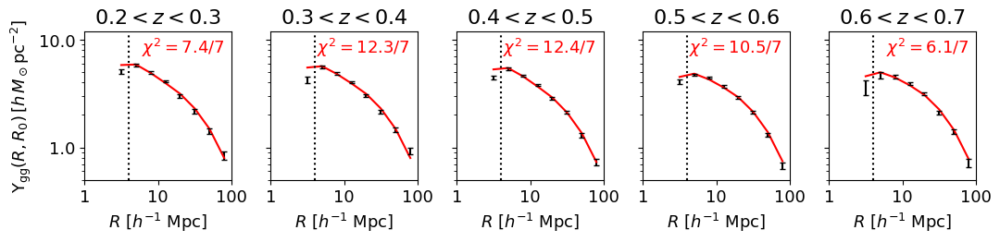 0.2 < z < 0.3
0.3 < z < 0.4
0.4 < z < 0.5
0.5 < z < 0.6
0.6 < z < 0.7
Υ_gg(R, R_0) [h M_⊙ pc^−2]
10.0
1.0
χ² = 7.4/7
χ² = 12.3/7
χ² = 12.4/7
χ² = 10.5/7
χ² = 6.1/7
1 10 100
1 10 100
1 10 100
1 10 100
1 10 100
R [h^−1 Mpc]
R [h^−1 Mpc]
R [h^−1 Mpc]
R [h^−1 Mpc]
R [h^−1 Mpc]